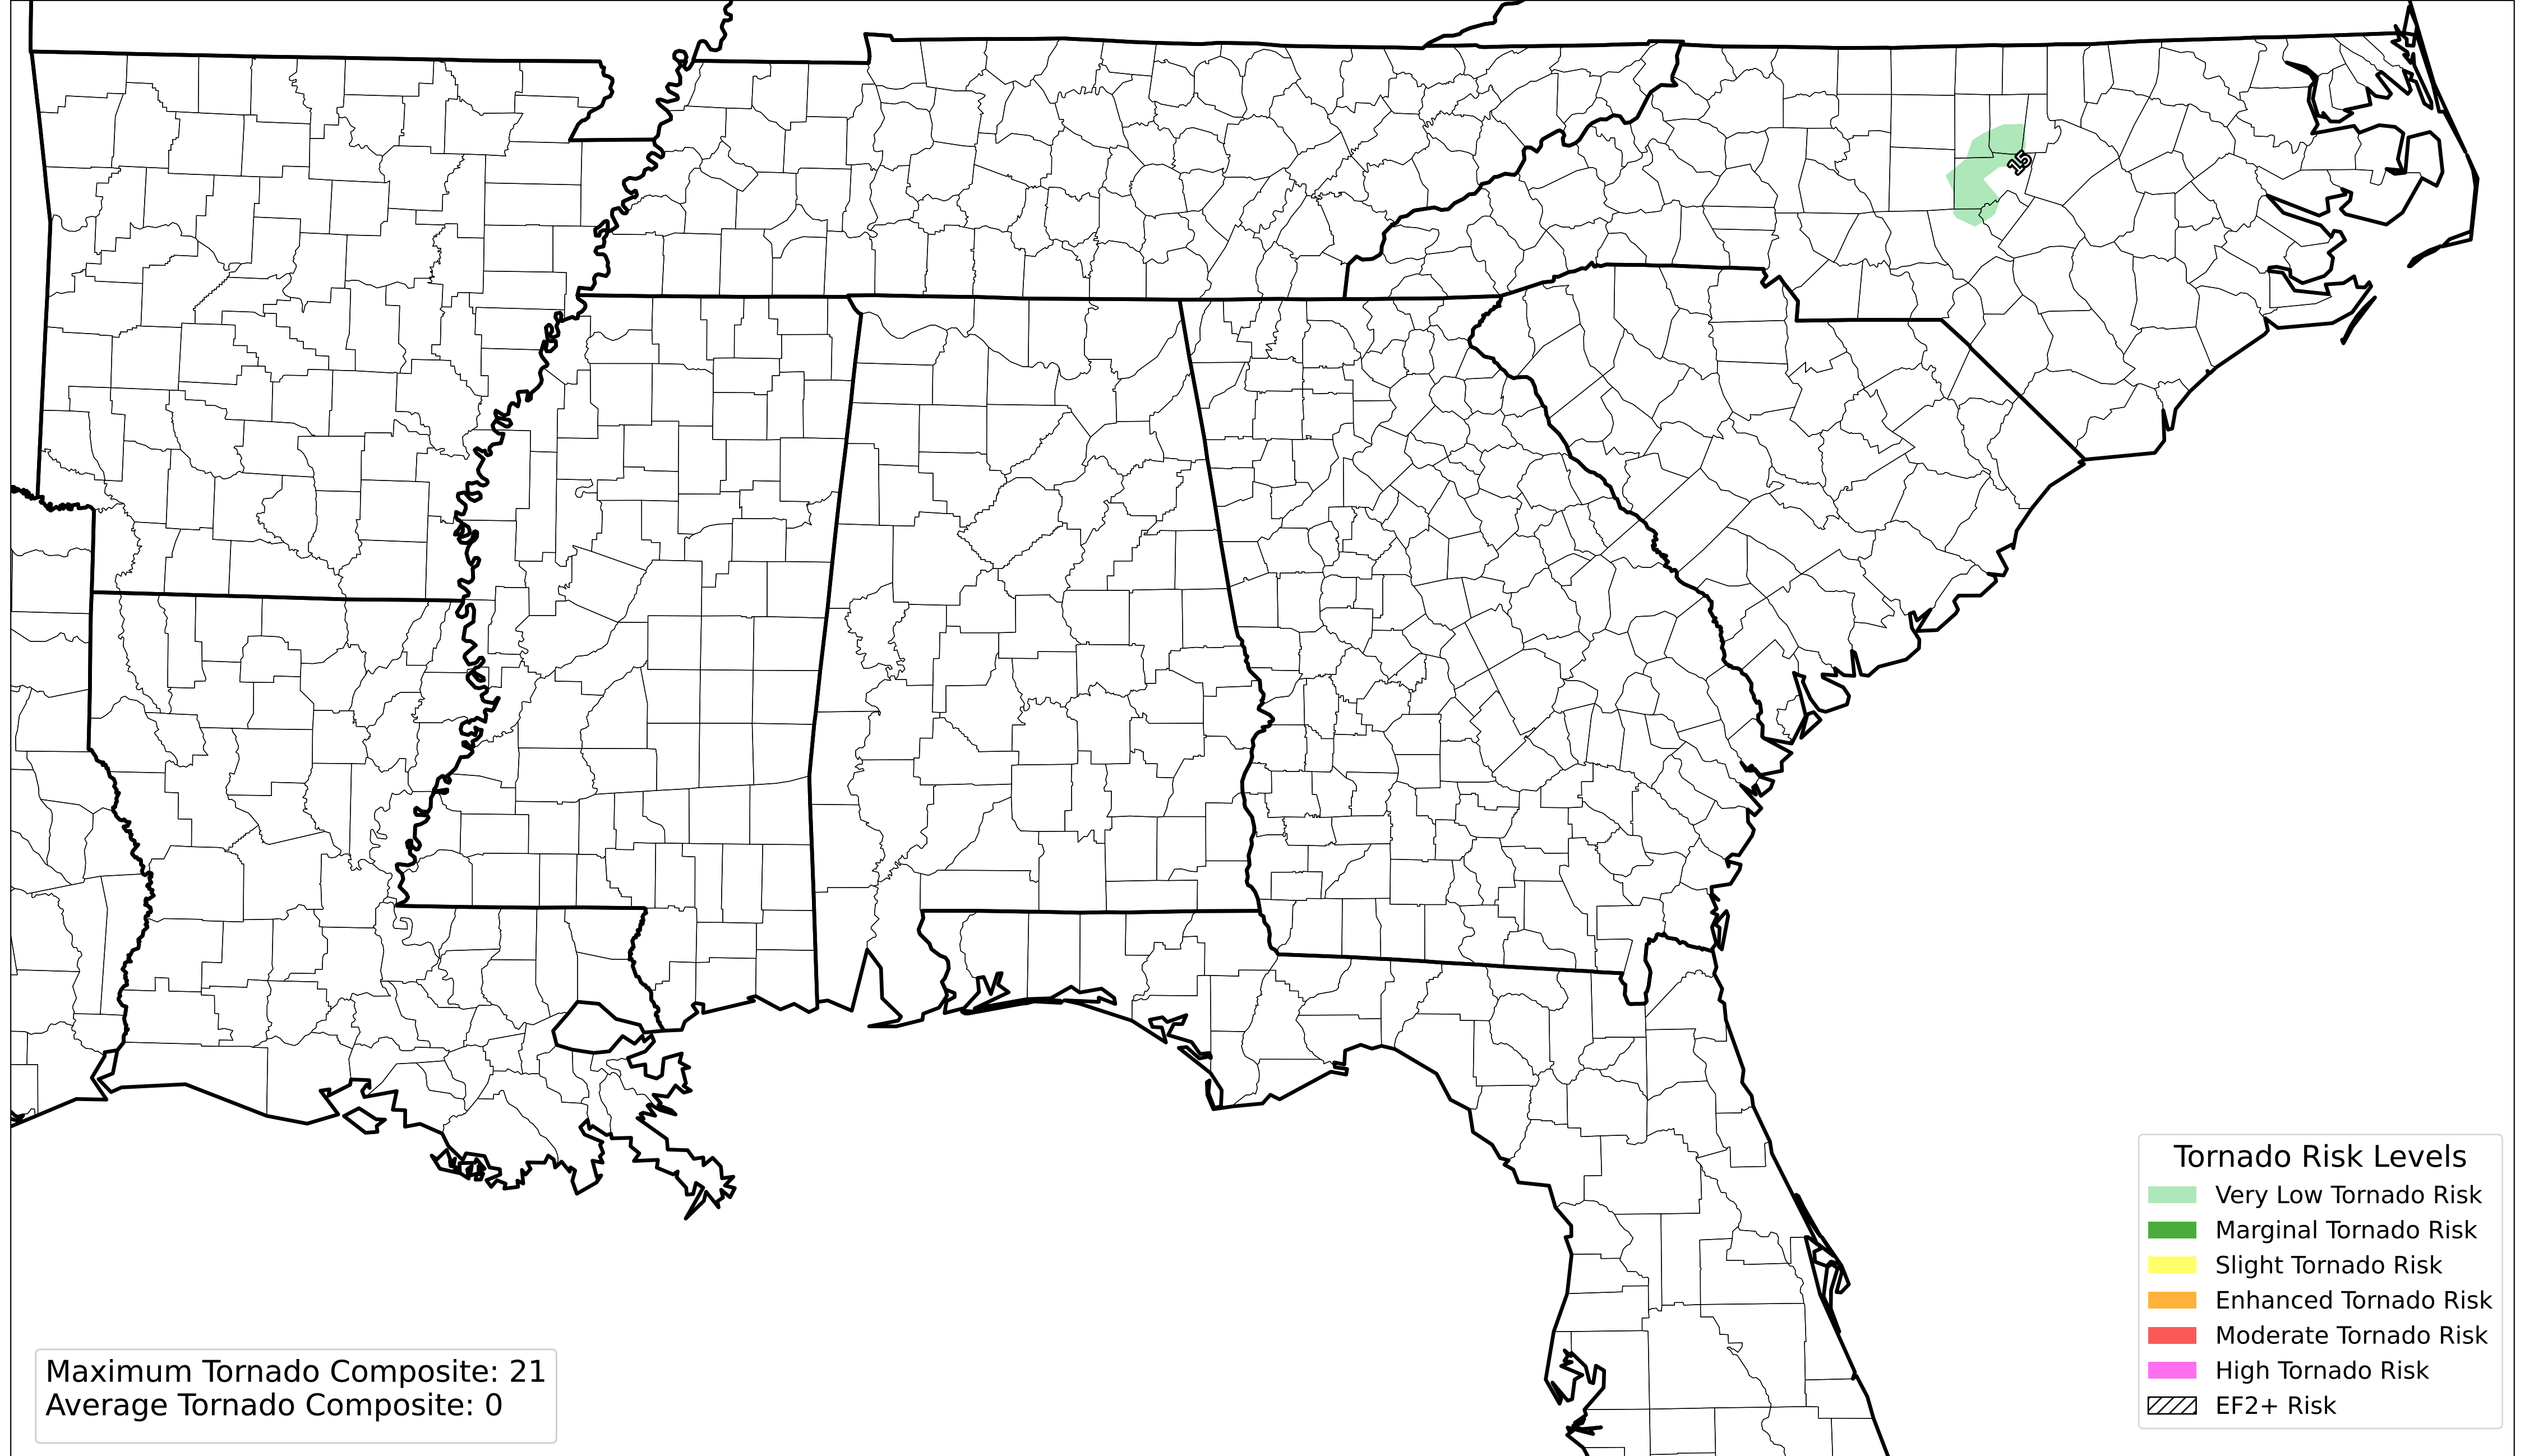 15
Tornado Risk Levels
Very Low Tornado Risk
Marginal Tornado Risk
Slight Tornado Risk
Enhanced Tornado Risk
Moderate Tornado Risk
High Tornado Risk
EF2+ Risk
Maximum Tornado Composite: 21
Average Tornado Composite: 0